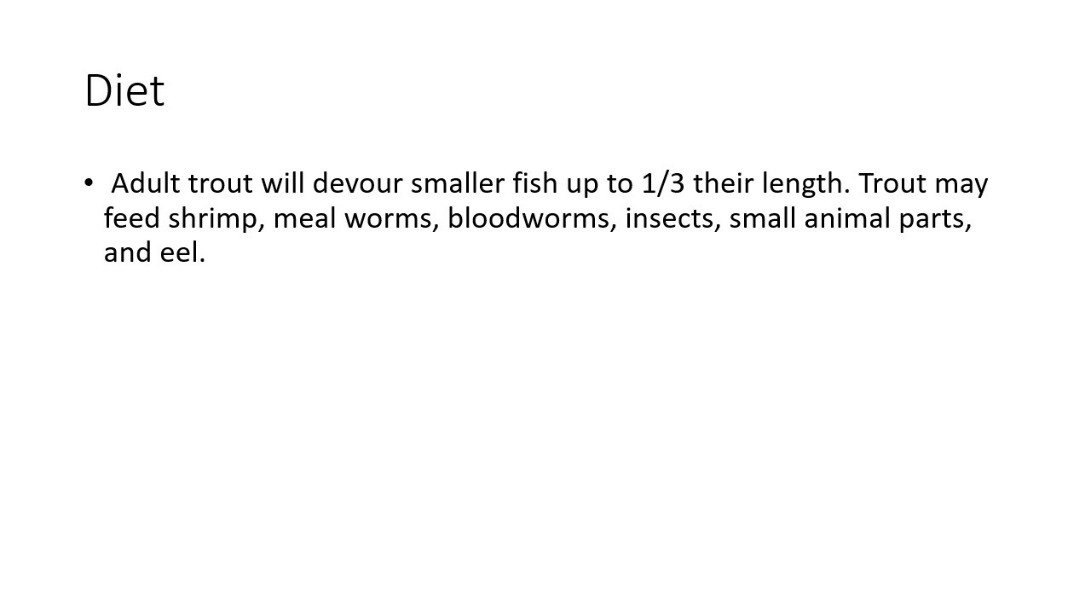 Diet
• Adult trout will devour smaller fish up to 1/3 their length. Trout may
feed shrimp, meal worms, bloodworms, insects, small animal parts,
and eel.